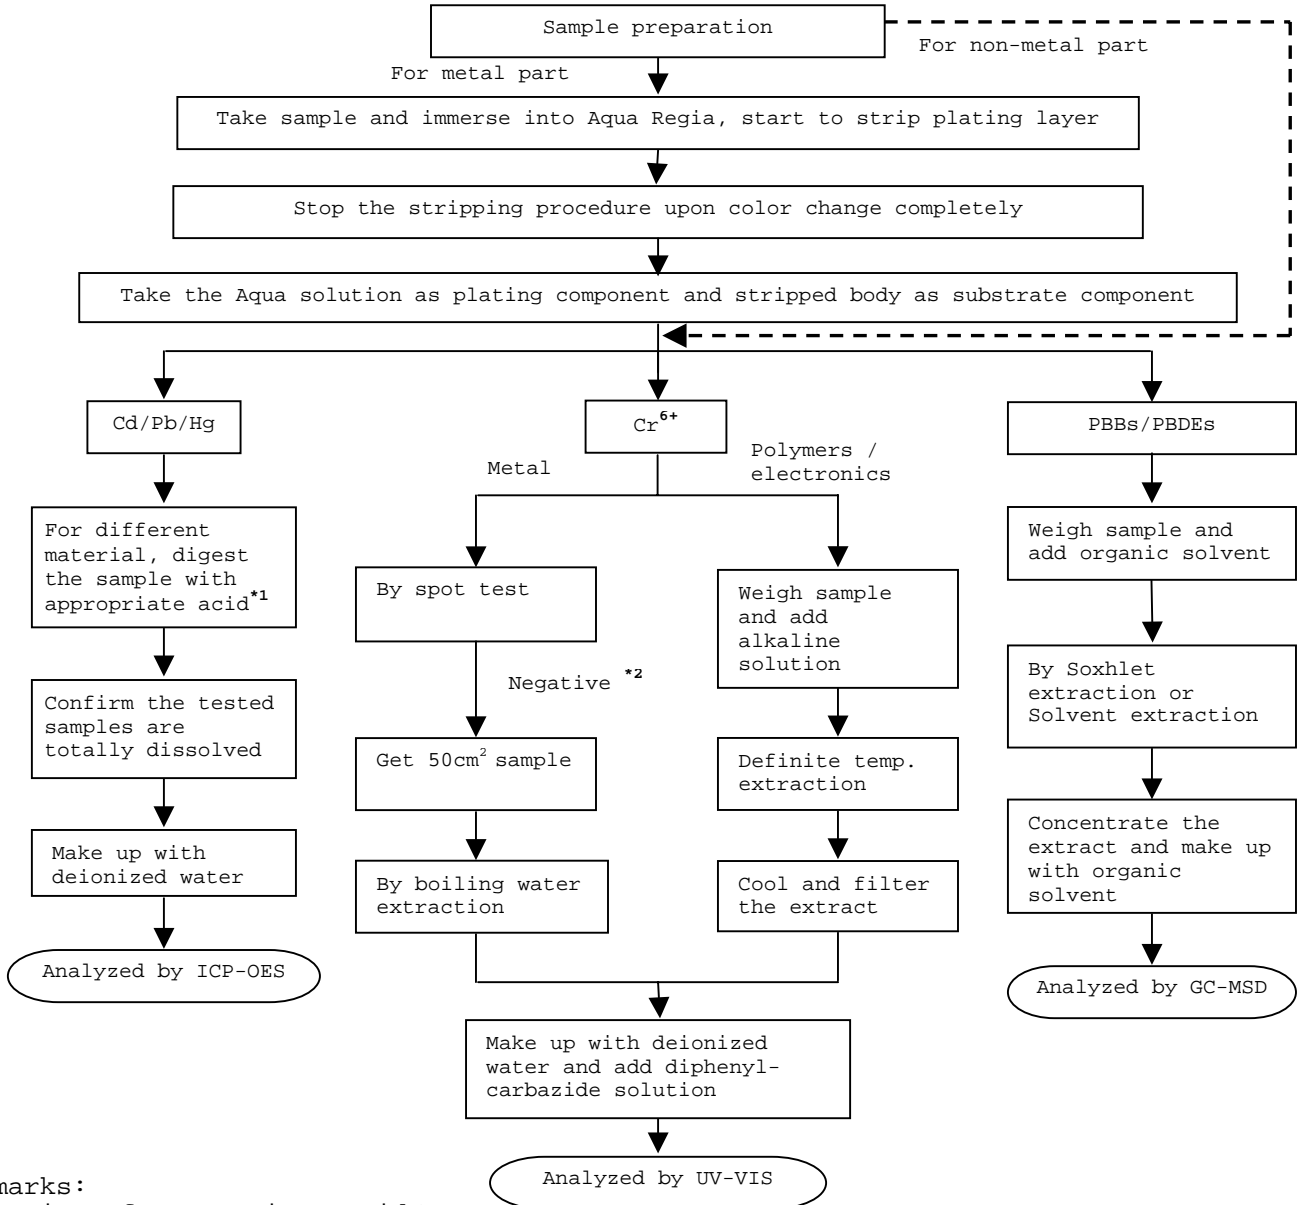 Sample preparation
For non-metal part
For metal part
Take sample and immerse into Aqua Regia, start to strip plating layer
Stop the stripping procedure upon color change completely
Take the Aqua solution as plating component and stripped body as substrate component
Cd/Pb/Hg
Cr6+
PBBs/PBDEs
Metal
Polymers /
electronics
For different
material, digest
the sample with
appropriate acid*1
Confirm the tested
samples are
totally dissolved
Make up with
deionized water
Analyzed by ICP-OES
By spot test
Negative *2
Get 50cm2 sample
By boiling water
extraction
Weigh sample
and add
alkaline
solution
Definite temp.
extraction
Cool and filter
the extract
Make up with deionized
water and add diphenyl-
carbazide solution
Analyzed by UV-VIS
Weigh sample and
add organic solvent
By Soxhlet
extraction or
Solvent extraction
Concentrate the
extract and make up
with organic
solvent
Analyzed by GC-MSD
marks: